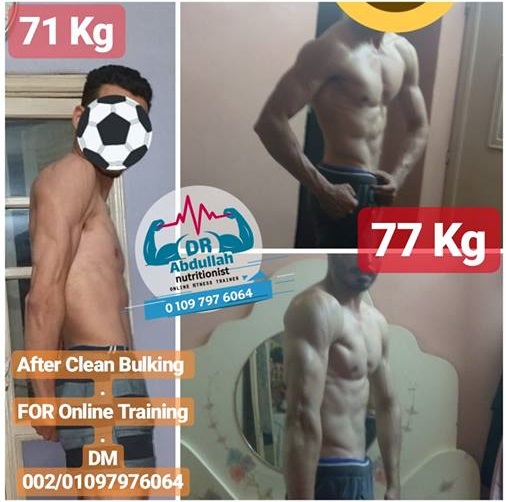 71 Kg
77 Kg
DR
Abdullah
nutritionist
ONLINE FITNESS TRAINER
0 109 797 6064
After Clean Bulking
.
FOR Online Training
.
DM
002/01097976064